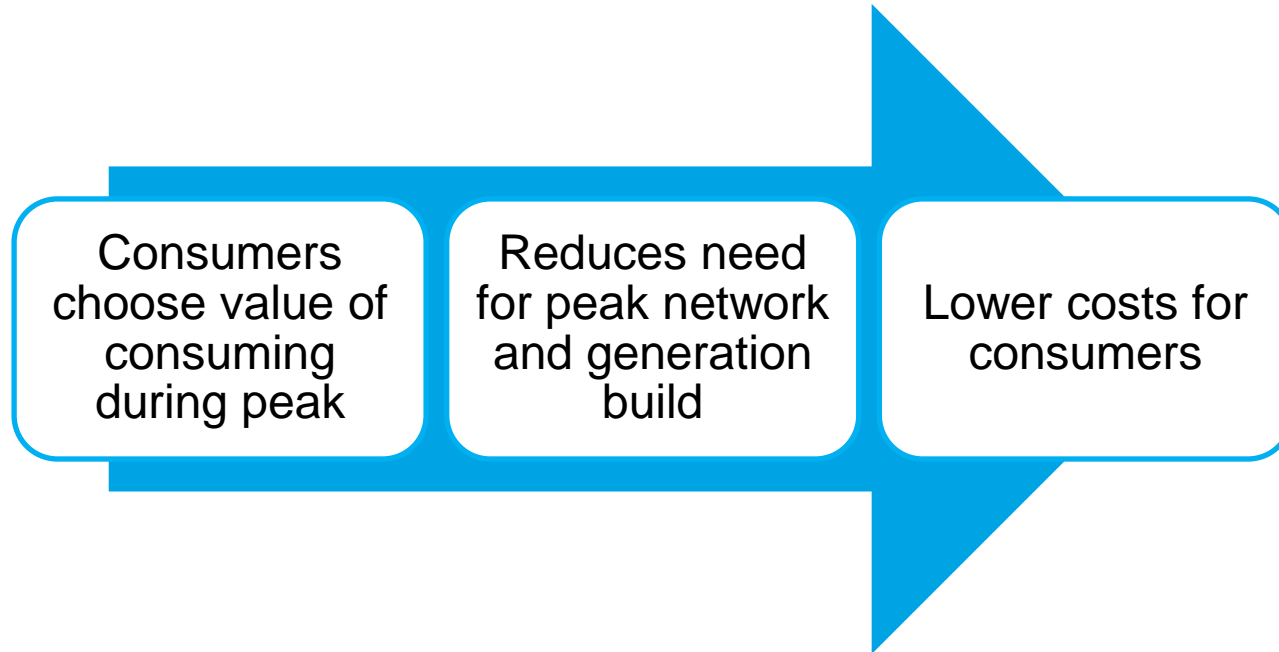 Consumers
choose value of
consuming
during peak
Reduces need
for peak network
and generation
build
Lower costs for
consumers